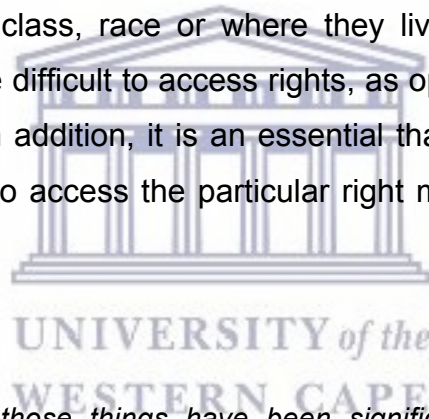 class, race or where they liv
difficult to access rights, as o
addition, it is an essential tha
o access the particular right
UNIVERSITY of the
those things have been signific
WESTERN CAPE